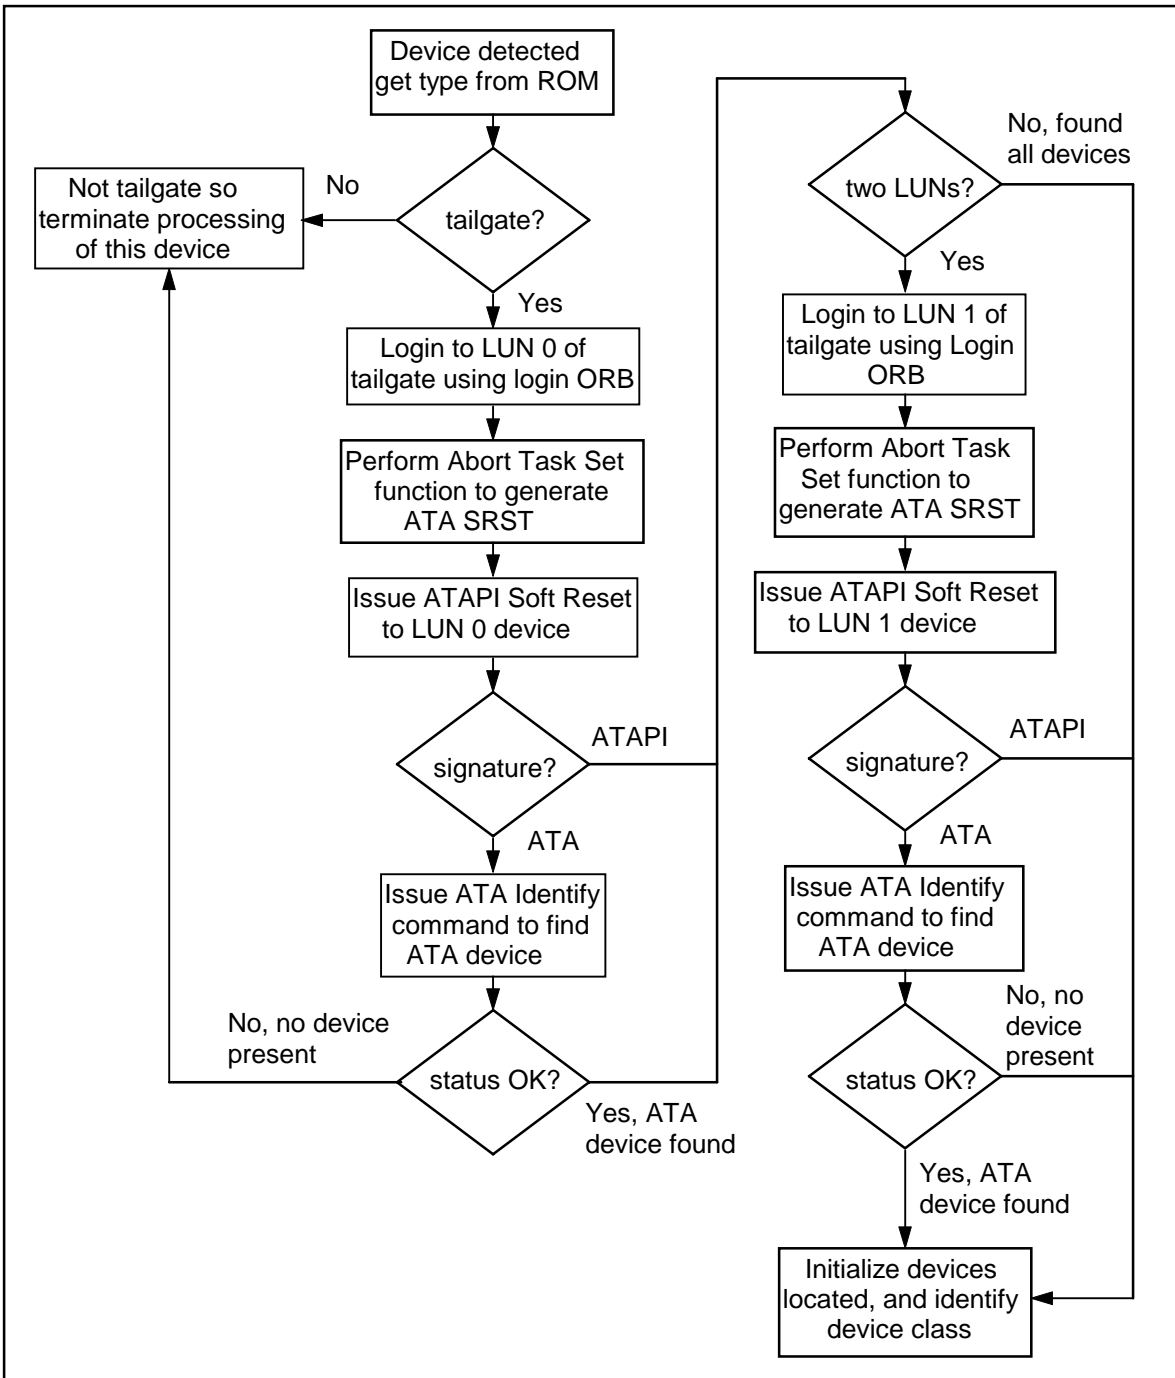 Device detected
get type from ROM
tailgate?
No
Not tailgate so
terminate processing
of this device
Yes
Login to LUN 0 of
tailgate using login ORB
Perform Abort Task Set
function to generate
ATA SRST
Issue ATAPI Soft Reset
to LUN 0 device
signature?
ATAPI
ATA
Issue ATA Identify
command to find
ATA device
status OK?
No, no device
present
Yes, ATA
device found
two LUNs?
No, found
all devices
Yes
Login to LUN 1 of
tailgate using Login
ORB
Perform Abort Task
Set function to
generate ATA SRST
Issue ATAPI Soft Reset
to LUN 1 device
signature?
ATAPI
ATA
Issue ATA Identify
command to find
ATA device
status OK?
No, no
device
present
Yes, ATA
device found
Initialize devices
located, and identify
device class